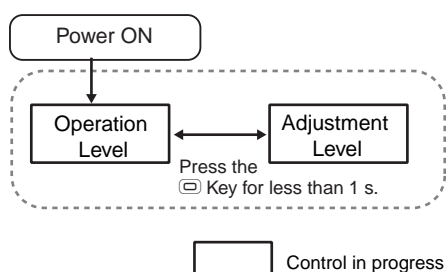 Power ON
Operation
Level
Adjustment
Level
Press the
Key for less than 1 s.
Control in progress